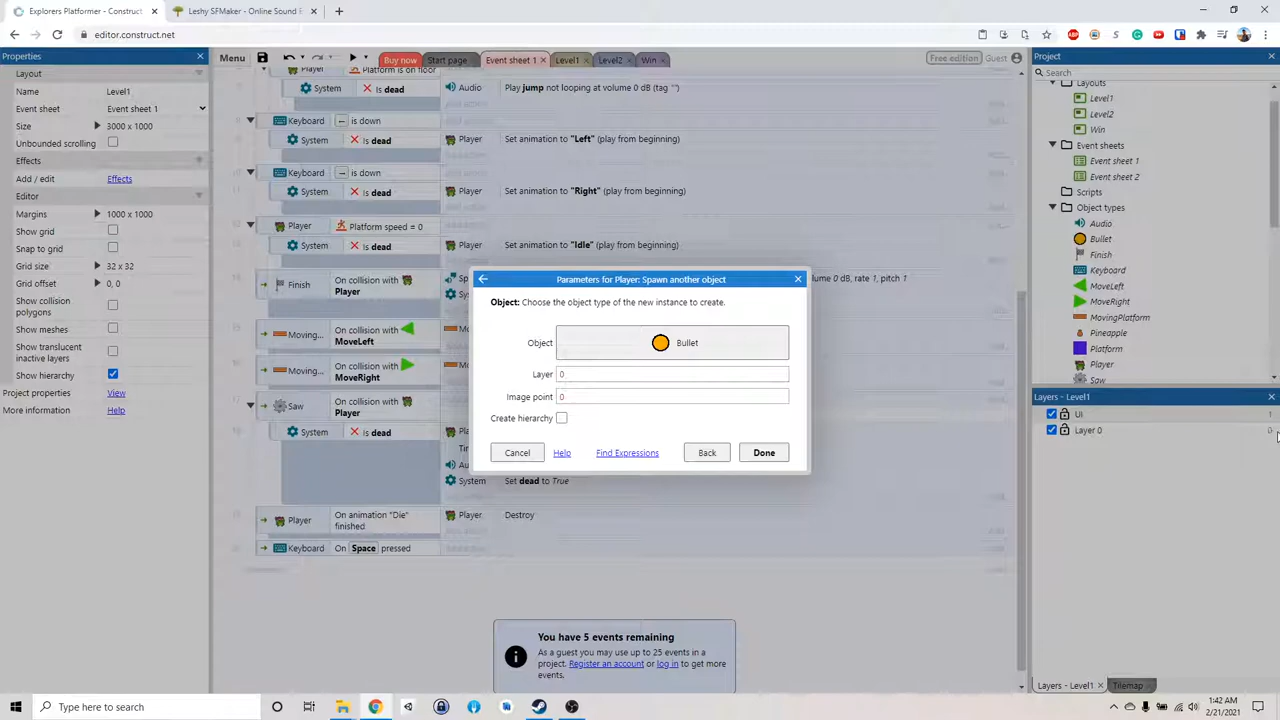 Explorers Platformer - Construct
Leshy SFMaker - Online Sound E
editor.construct.net
Properties
Layout
Name Level1
Event sheet Event sheet 1
Size 3000 x 1000
Unbounded scrolling
Effects
Add / edit Effects
Editor
Margins 1000 x 1000
Show grid
Snap to grid
Grid size 32 x 32
Grid offset 0, 0
Show collision polygons
Show meshes
Show translucent inactive layers
Show hierarchy
Project properties View
More information Help
Menu
Buy now
Start page
Event sheet 1
Level1
Level2
Win
Free edition
Guest
Player Platform is on floor
System Is dead
Audio Play jump not looping at volume 0 dB (tag "")
Keyboard ← is down
System Is dead
Player Set animation to "Left" (play from beginning)
Keyboard → is down
System Is dead
Player Set animation to "Right" (play from beginning)
Player Platform speed = 0
System Is dead
Player Set animation to "Idle" (play from beginning)
Finish On collision with Player
0 dB, rate 1, pitch 1
Moving... On collision with MoveLeft
Moving... On collision with MoveRight
Saw On collision with Player
System Is dead
System Set dead to True
Player On animation "Die" finished
Player Destroy
Keyboard On Space pressed
Parameters for Player: Spawn another object
Object: Choose the object type of the new instance to create.
Object Bullet
Layer 0
Image point 0
Create hierarchy
Cancel Help Find Expressions Back Done
You have 5 events remaining
As a guest you may use up to 25 events in a
project. Register an account or log in to get more
events.
Project
Search
Layouts
Level1
Level2
Win
Event sheets
Event sheet 1
Event sheet 2
Scripts
Object types
Audio
Bullet
Finish
Keyboard
MoveLeft
MoveRight
MovingPlatform
Pineapple
Platform
Player
Saw
Layers - Level1
UI 1
Layer 0 0
Layers - Level1
Tilemap
Type here to search
1:42 AM
2/21/2021